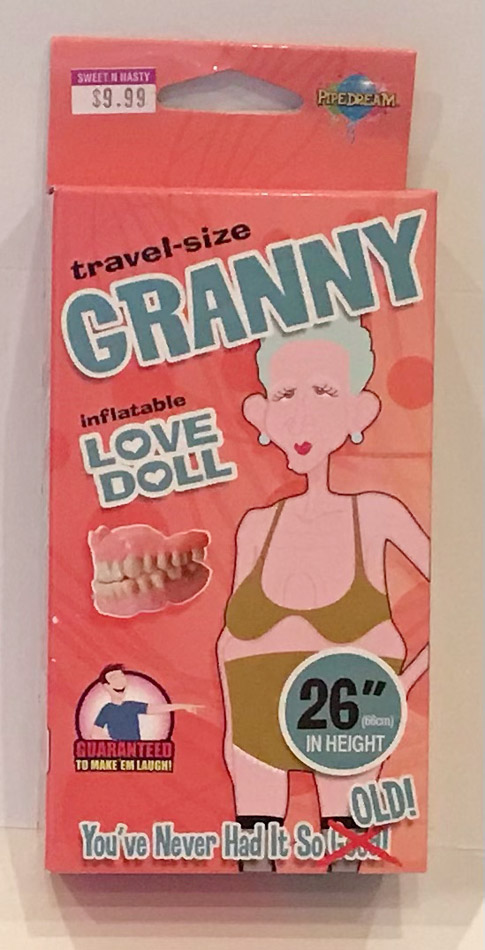 SWEET N NASTY
$9.99
PIPEDREAM
travel-size
GRANNY
inflatable
LOVE
DOLL
26"
(66cm)
IN HEIGHT
GUARANTEED
TO MAKE EM LAUGH!
OLD!
You've Never Had It So Good!